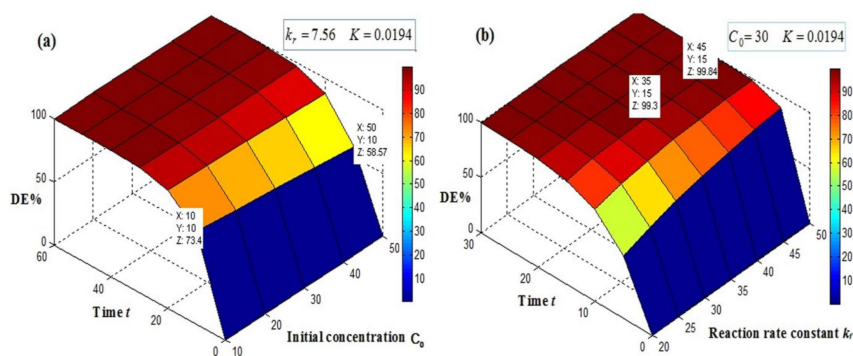 (a)
k_r = 7.56 K = 0.0194
100
50
0
DE%
60
40
20
0
Time t
10
20
30
40
50
Initial concentration C₀
X: 50
Y: 10
Z: 58.57
X: 10
Y: 10
Z: 73.4
90
80
70
60
50
40
30
20
10
(b)
C₀= 30 K = 0.0194
100
50
0
DE%
30
20
10
0
Time t
20
25
30
35
40
45
50
Reaction rate constant k_r
X: 45
Y: 15
Z: 99.84
X: 35
Y: 15
Z: 99.3
90
80
70
60
50
40
30
20
10